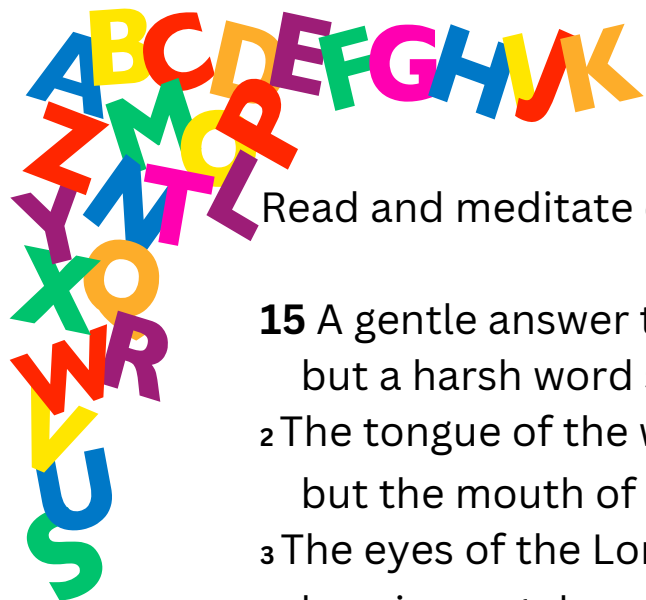 A B C D E F G H I J K
Z M O P
Y N T L
X Q
W R
V
U
S
Read and meditate
15 A gentle answer
but a harsh word
2 The tongue of the
but the mouth of
3 The eyes of the